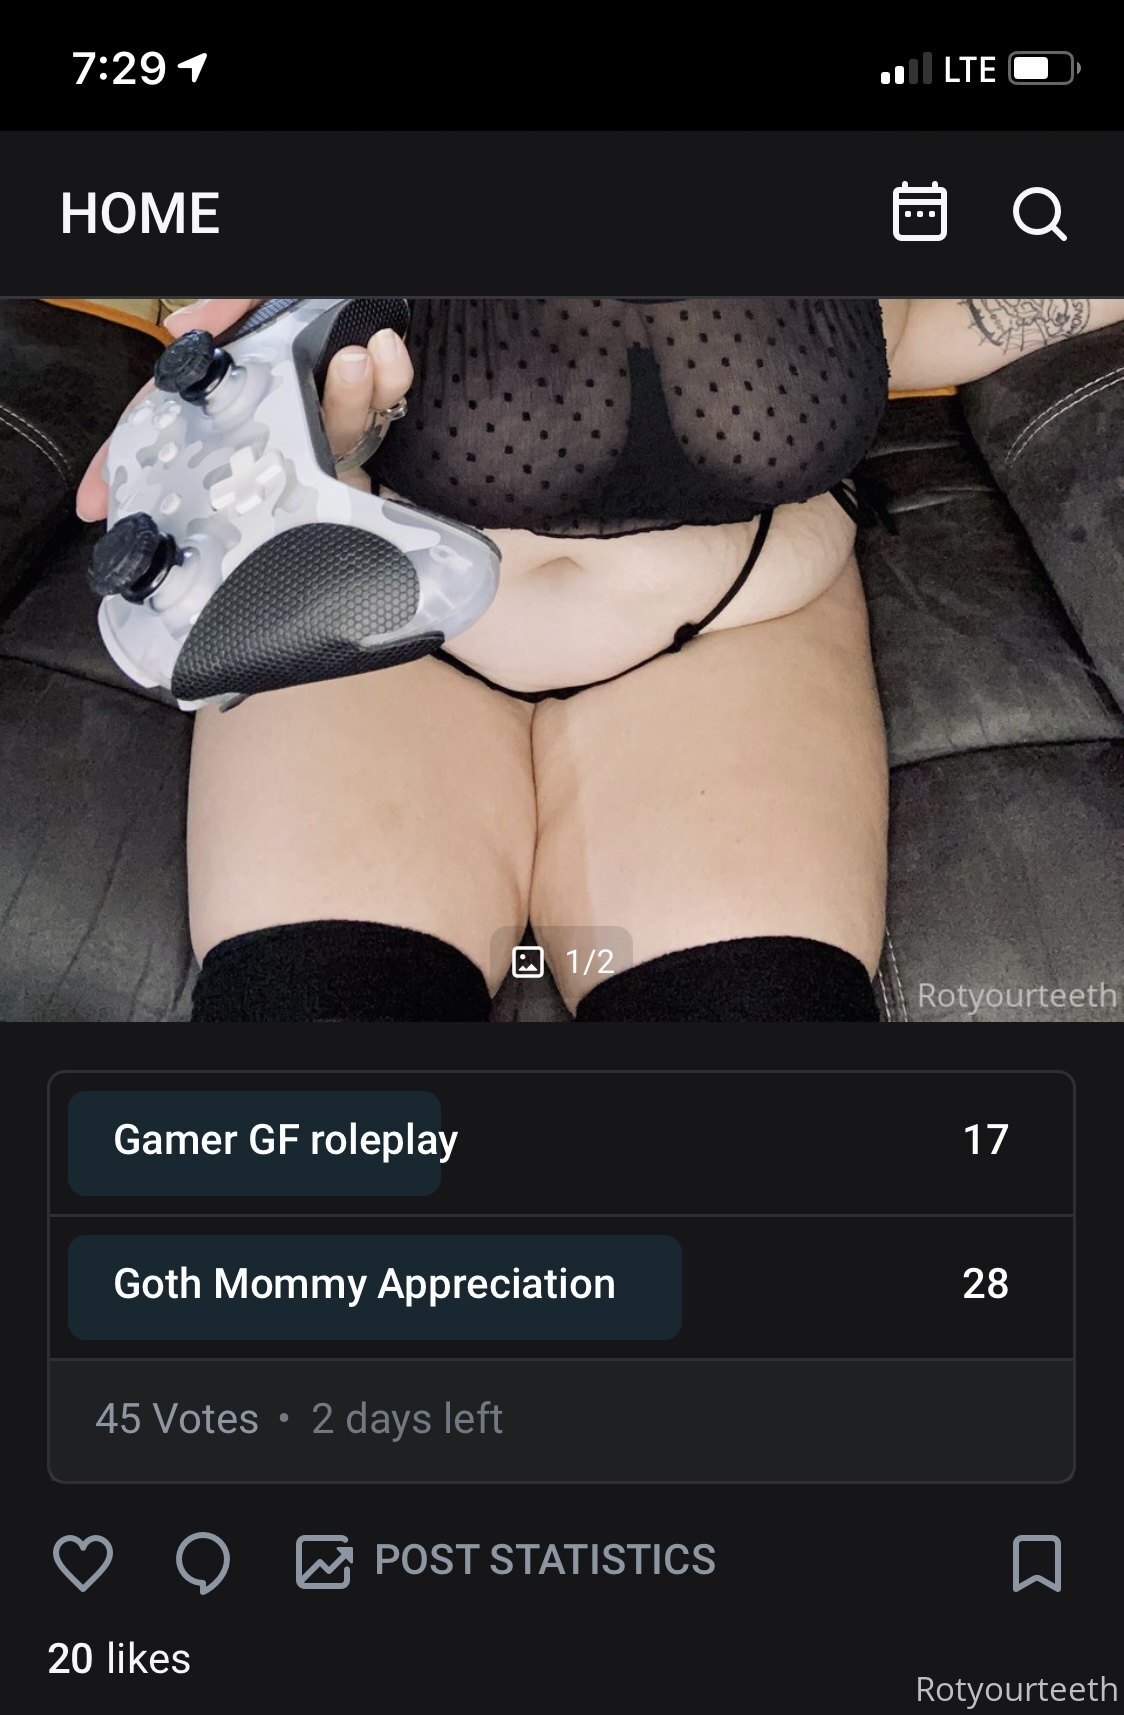 7:29
LTE
HOME
1/2
Rotyourteeth
Gamer GF roleplay
17
Goth Mommy Appreciation
28
45 Votes • 2 days left
POST STATISTICS
20 likes
Rotyourteeth